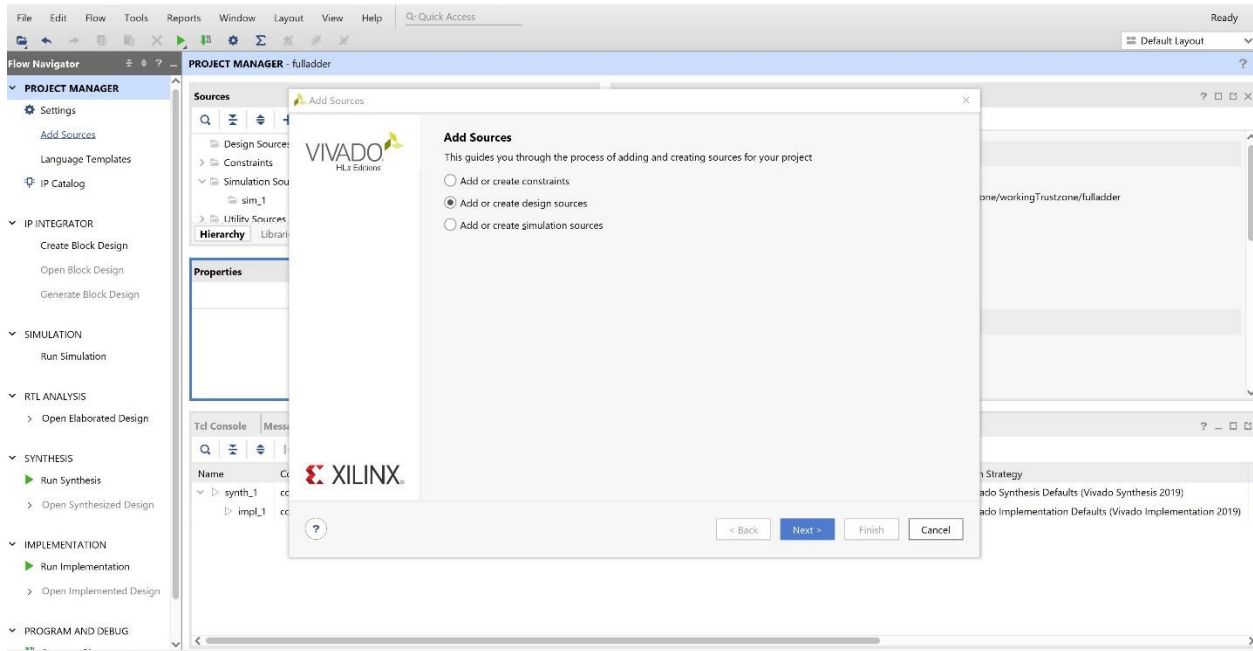 File Edit Flow Tools Reports Window Layout View Help Q- Quick Access Ready
Default Layout
Flow Navigator
PROJECT MANAGER - fulladder
PROJECT MANAGER
Settings
Add Sources
Language Templates
IP Catalog
IP INTEGRATOR
Create Block Design
Open Block Design
Generate Block Design
SIMULATION
Run Simulation
RTL ANALYSIS
Open Elaborated Design
SYNTHESIS
Run Synthesis
Open Synthesized Design
IMPLEMENTATION
Run Implementation
Open Implemented Design
PROGRAM AND DEBUG
Sources
Design Sources
Constraints
Simulation Sou
sim_1
Utility Sources
Hierarchy Librari
Properties
Add Sources
VIVADO
HLx Editions
Add Sources
This guides you through the process of adding and creating sources for your project
Add or create constraints
Add or create design sources
Add or create simulation sources
XILINX
? < Back Next > Finish Cancel
one/workingTrustzone/fulladder
Tcl Console Messa
Name Co n Strategy
synth_1 co ado Synthesis Defaults (Vivado Synthesis 2019)
impl_1 co ado Implementation Defaults (Vivado Implementation 2019)